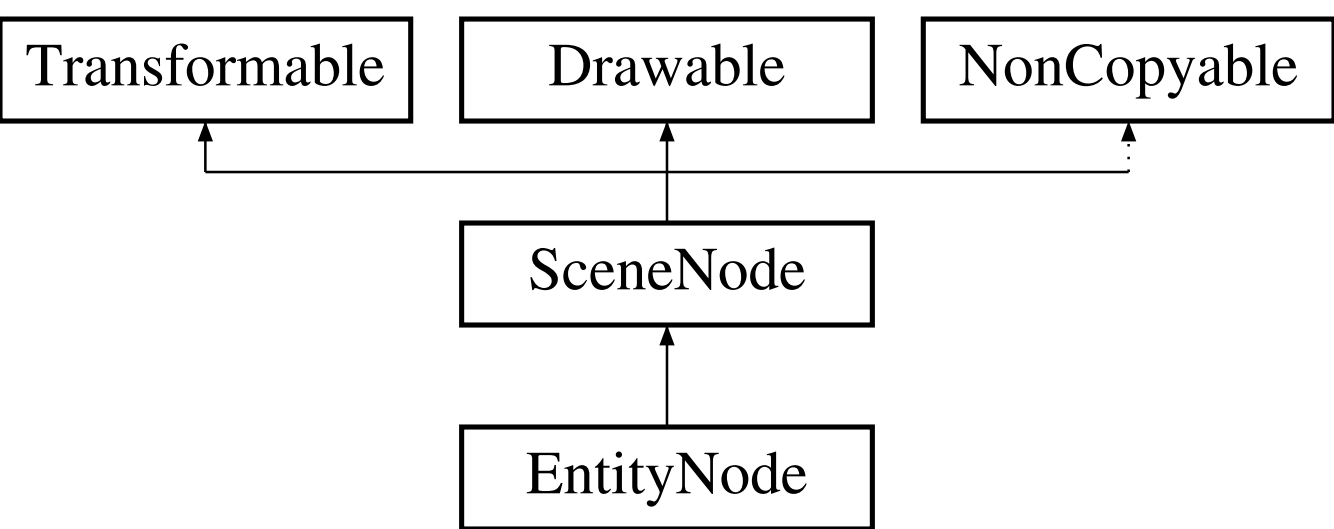 Transformable
Drawable
NonCopyable
SceneNode
EntityNode